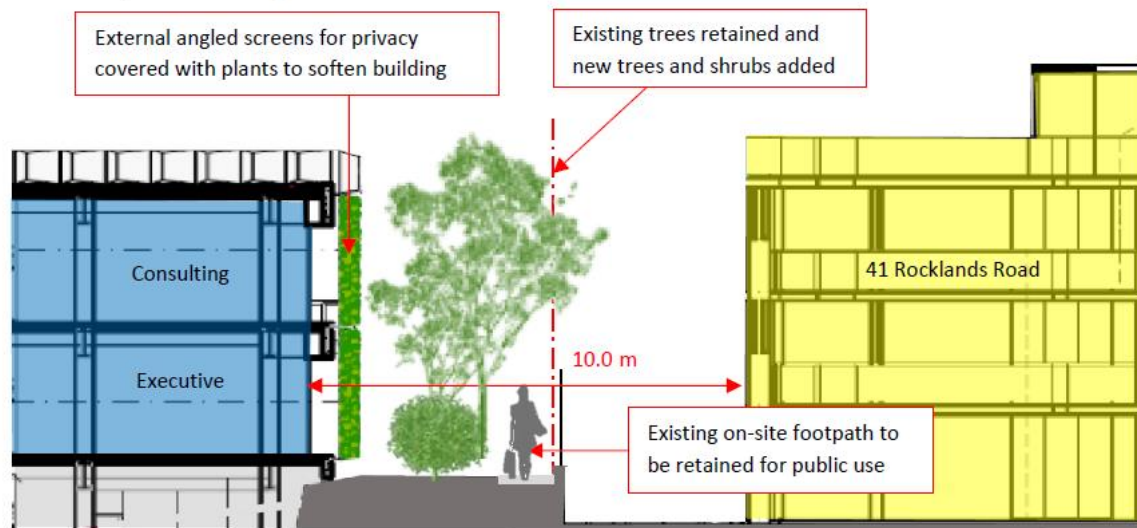 External angled screens for privacy
covered with plants to soften building
Existing trees retained and
new trees and shrubs added
Consulting
41 Rocklands Road
10.0 m
Executive
Existing on-site footpath to
be retained for public use